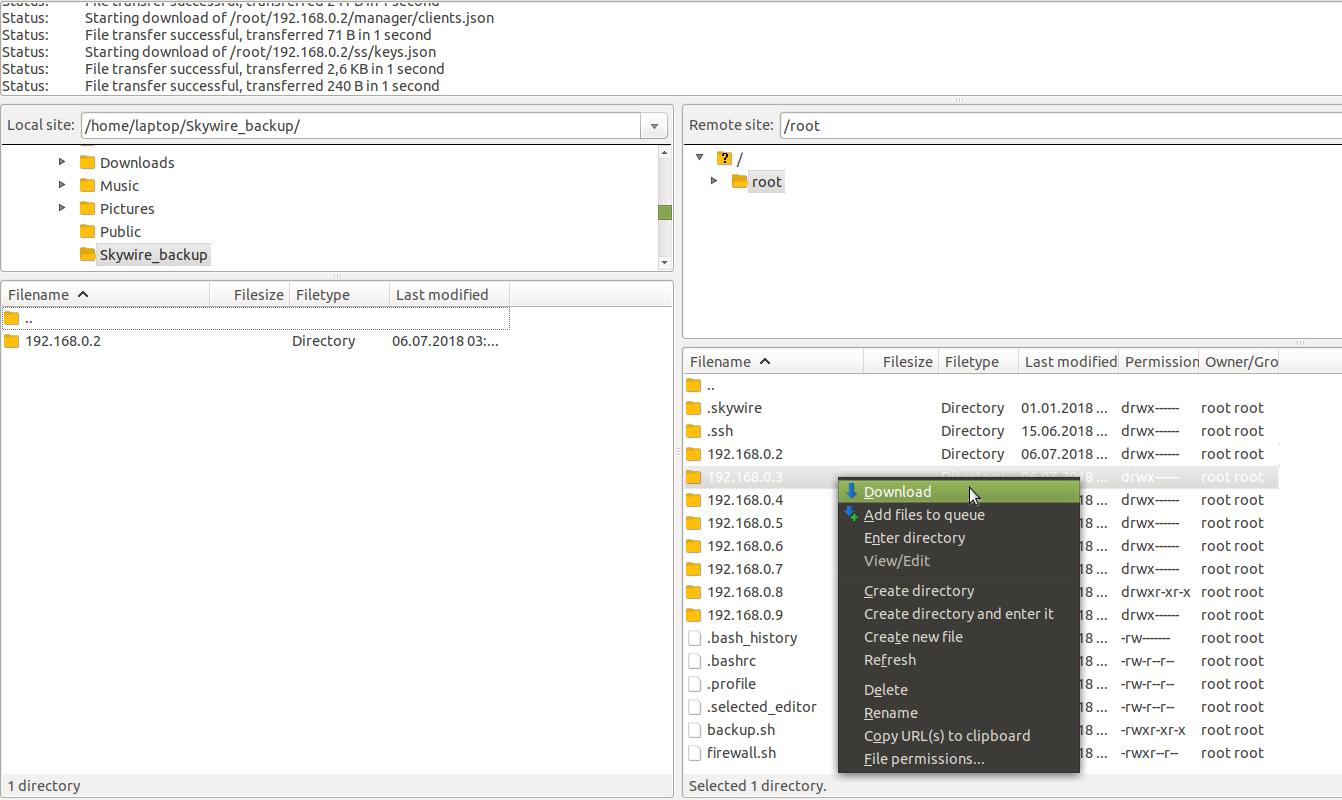 Status: File transfer successful, transferred 241 B in 1 second
Status: Starting download of /root/192.168.0.2/manager/clients.json
Status: File transfer successful, transferred 71 B in 1 second
Status: Starting download of /root/192.168.0.2/ss/keys.json
Status: File transfer successful, transferred 2,6 KB in 1 second
Status: File transfer successful, transferred 240 B in 1 second
Local site: /home/laptop/Skywire_backup/
Downloads
Music
Pictures
Public
Skywire_backup
Filename Filesize Filetype Last modified
..
192.168.0.2 Directory 06.07.2018 03:...
1 directory
Remote site: /root
? /
root
Filename Filesize Filetype Last modified Permission Owner/Gro
..
.skywire Directory 01.01.2018 ... drwx------ root root
.ssh Directory 15.06.2018 ... drwx------ root root
192.168.0.2 Directory 06.07.2018 ... drwx------ root root
192.168.0.3 Directory 06.07.2018 ... drwx------ root root
192.168.0.4 18 ... drwx------ root root
192.168.0.5 18 ... drwx------ root root
192.168.0.6 18 ... drwx------ root root
192.168.0.7 18 ... drwx------ root root
192.168.0.8 18 ... drwxr-xr-x root root
192.168.0.9 18 ... drwx------ root root
.bash_history 18 ... -rw------- root root
.bashrc 18 ... -rw-r--r-- root root
.profile 18 ... -rw-r--r-- root root
.selected_editor 18 ... -rw-r--r-- root root
backup.sh 18 ... -rwxr-xr-x root root
firewall.sh 18 ... -rwxr--r-- root root
Download
Add files to queue
Enter directory
View/Edit
Create directory
Create directory and enter it
Create new file
Refresh
Delete
Rename
Copy URL(s) to clipboard
File permissions...
Selected 1 directory.